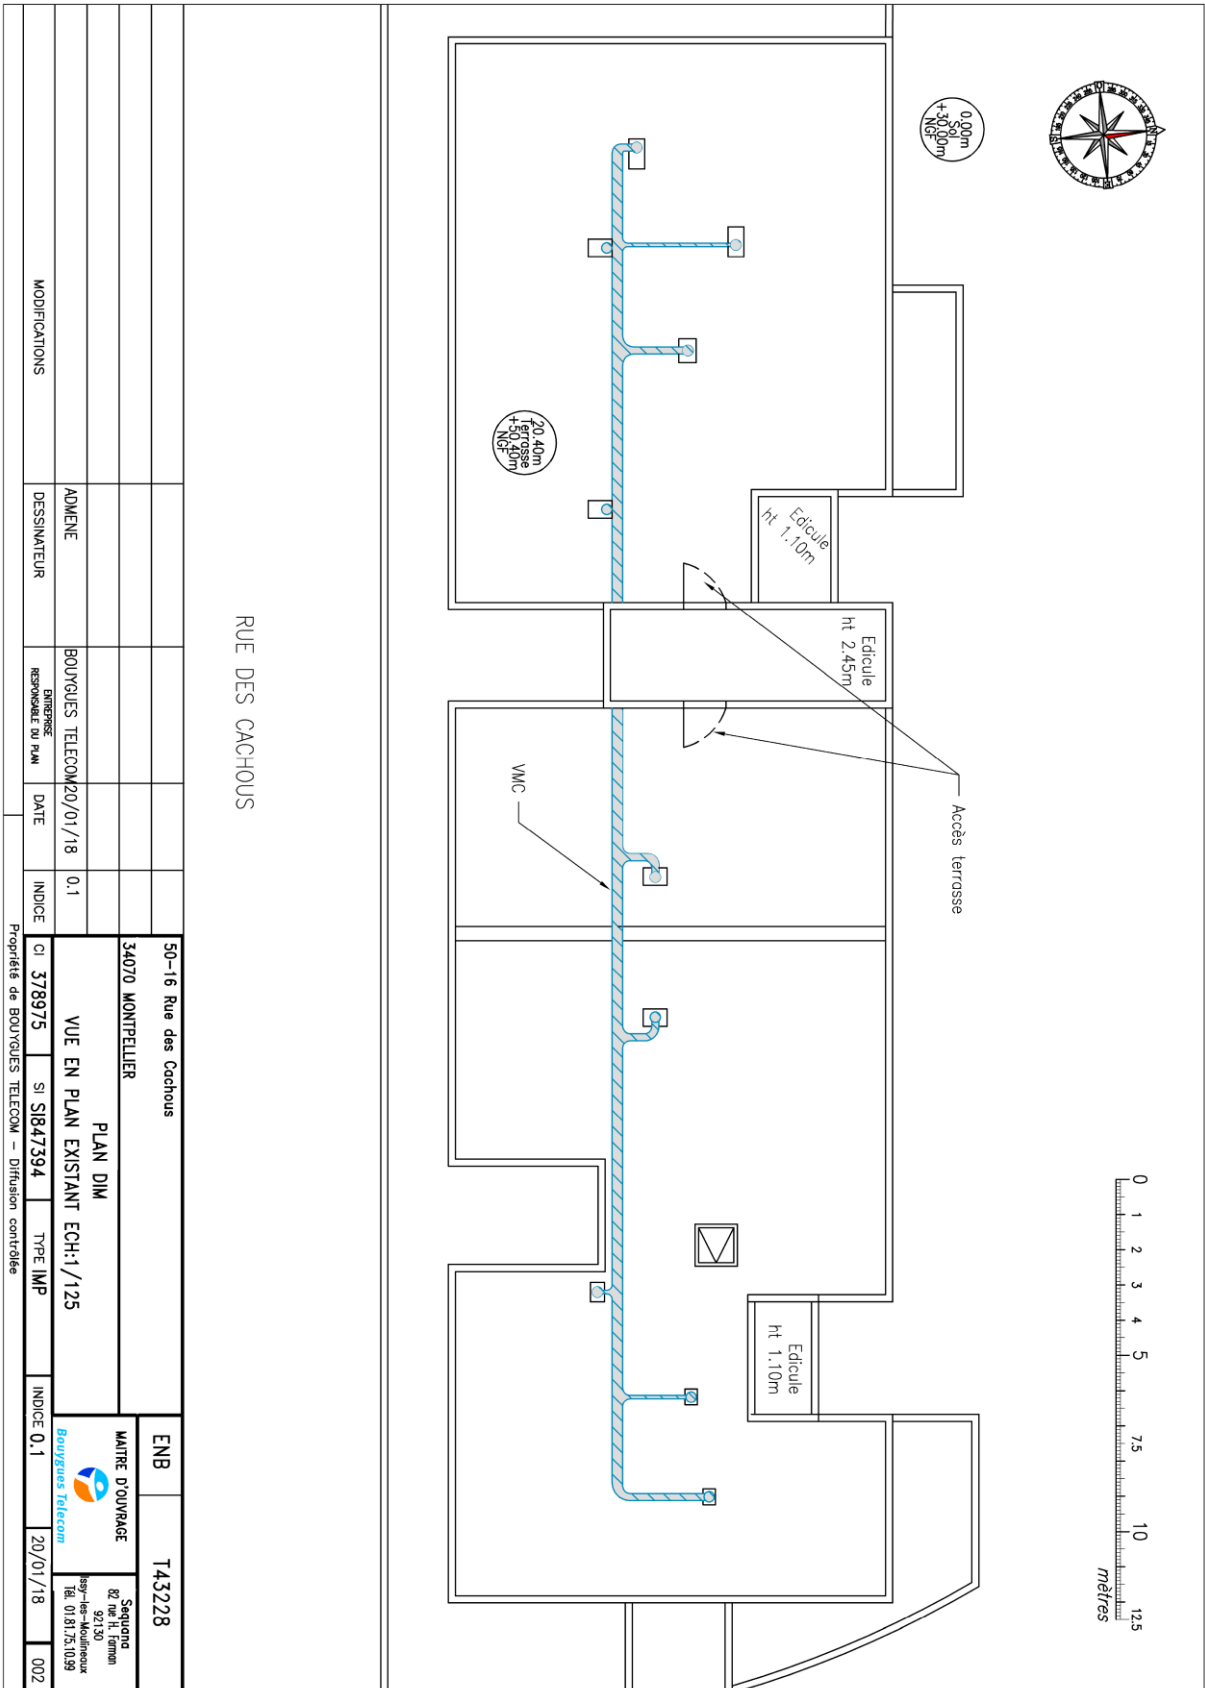 0.00m
Sol
+30.00m
NGF
20.40m
Terrasse
+50.40m
NGF
Edicule
ht 1.10m
Edicule
ht 2.45m
Accès terrasse
VMC
Edicule
ht 1.10m
0 1 2 3 4 5 7.5 10 12.5
mètres
RUE DES CACHOUS
ADMENE
BOUYGUES TELECOM
20/01/18
0.1
MODIFICATIONS
DESSINATEUR
ENTREPRISE
RESPONSABLE DU PLAN
DATE
INDICE
50-16 Rue des Cachous
34070 MONTPELLIER
PLAN DIM
VUE EN PLAN EXISTANT ECH:1/125
CI 378975
SI SI847394
TYPE IMP
INDICE 0.1
20/01/18
002
ENB
T43228
MAITRE D'OUVRAGE
Bouygues Telecom
Sequana
82 rue H. Farman
92130
Issy-les-Moulineaux
Tél. 01.81.75.10.99
Propriété de BOUYGUES TELECOM - Diffusion contrôlée